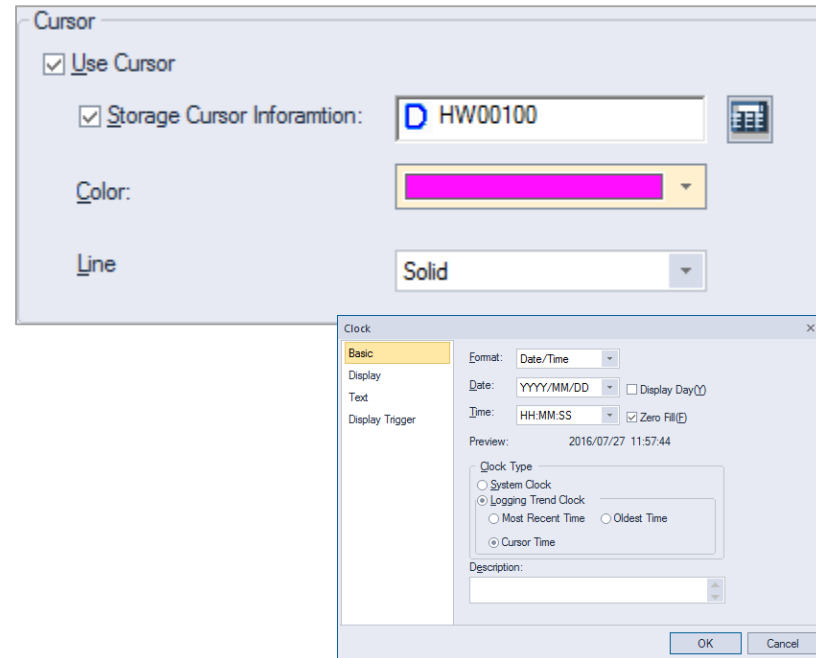 Cursor
Use Cursor
Storage Cursor Inforamtion: D HW00100
Color:
Line Solid
Clock
Basic
Display
Text
Display Trigger
Format: Date/Time
Date: YYYY/MM/DD Display Day(Y)
Time: HH:MM:SS Zero Fill(F)
Preview: 2016/07/27 11:57:44
Clock Type
System Clock
Logging Trend Clock
Most Recent Time Oldest Time
Cursor Time
Description:
OK Cancel